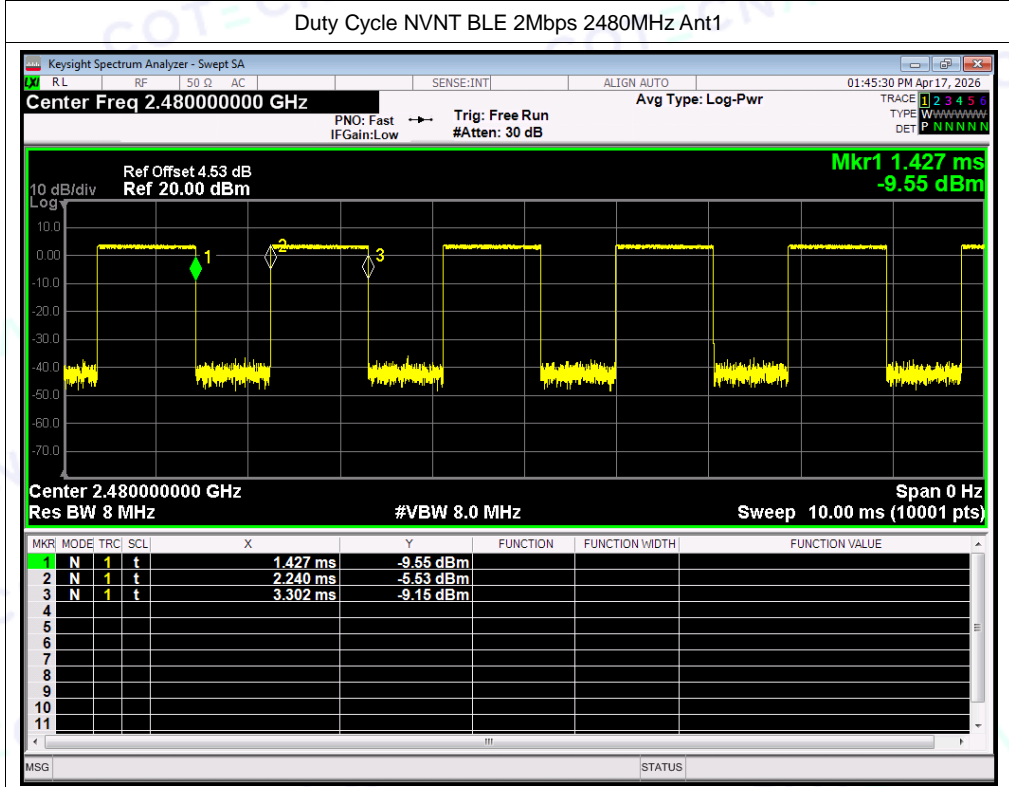 Duty Cycle NVNT BLE 2Mbps 2480MHz Ant1
Keysight Spectrum Analyzer - Swept SA
LXI RL RF 50 Ω AC SENSE:INT ALIGN AUTO 01:45:30 PM Apr 17, 2026
Center Freq 2.480000000 GHz Avg Type: Log-Pwr TRACE 1 2 3 4 5 6
PNO: Fast Trig: Free Run TYPE WWWWWW
IFGain:Low #Atten: 30 dB DET P N N N N N
Mkr1 1.427 ms
Ref Offset 4.53 dB
10 dB/div Ref 20.00 dBm -9.55 dBm
Log
10.0
0.00
-10.0
-20.0
-30.0
-40.0
-50.0
-60.0
-70.0
1 2 3
Center 2.480000000 GHz Span 0 Hz
Res BW 8 MHz #VBW 8.0 MHz Sweep 10.00 ms (10001 pts)
MKR MODE TRC SCL X Y FUNCTION FUNCTION WIDTH FUNCTION VALUE
1 N 1 t 1.427 ms -9.55 dBm
2 N 1 t 2.240 ms -5.53 dBm
3 N 1 t 3.302 ms -9.15 dBm
4
5
6
7
8
9
10
11
MSG STATUS
COTECNA